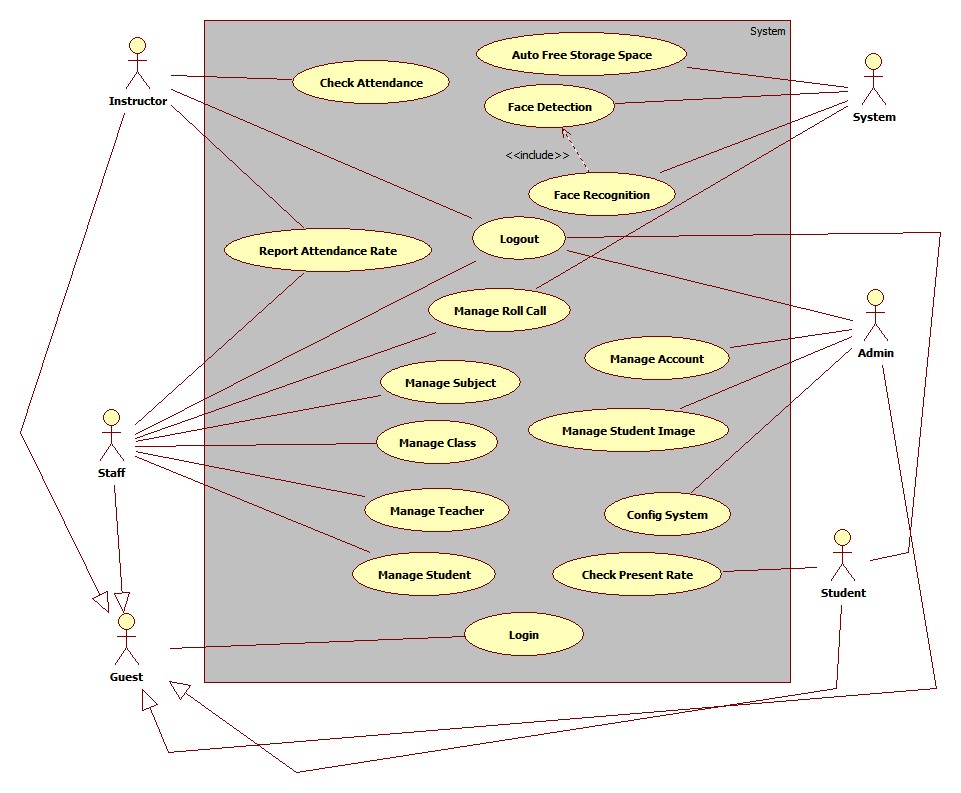 System
Auto Free Storage Space
Check Attendance
Face Detection
Instructor
System
<<include>>
Face Recognition
Logout
Report Attendance Rate
Manage Roll Call
Admin
Manage Account
Manage Subject
Manage Student Image
Manage Class
Staff
Manage Teacher
Config System
Manage Student
Check Present Rate
Student
Login
Guest